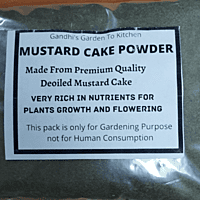 Gandhi's Garden To Kitchen
MUSTARD CAKE POWDER
Made From Premium Quality
Deoiled Mustard Cake
VERY RICH IN NUTRIENTS FOR
PLANTS GROWTH AND FLOWERING
This pack is only for Gardening Purpose
not for Human Consumption